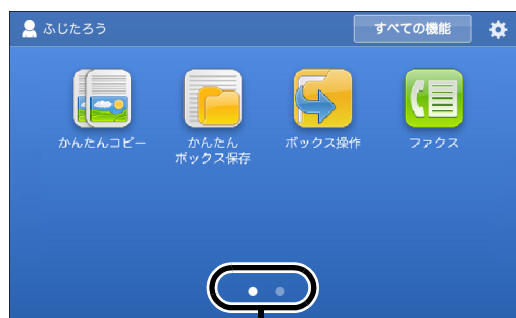 ふじたろう
すべての機能
かんたんコピー
かんたん
ボックス保存
ボックス操作
ファクス